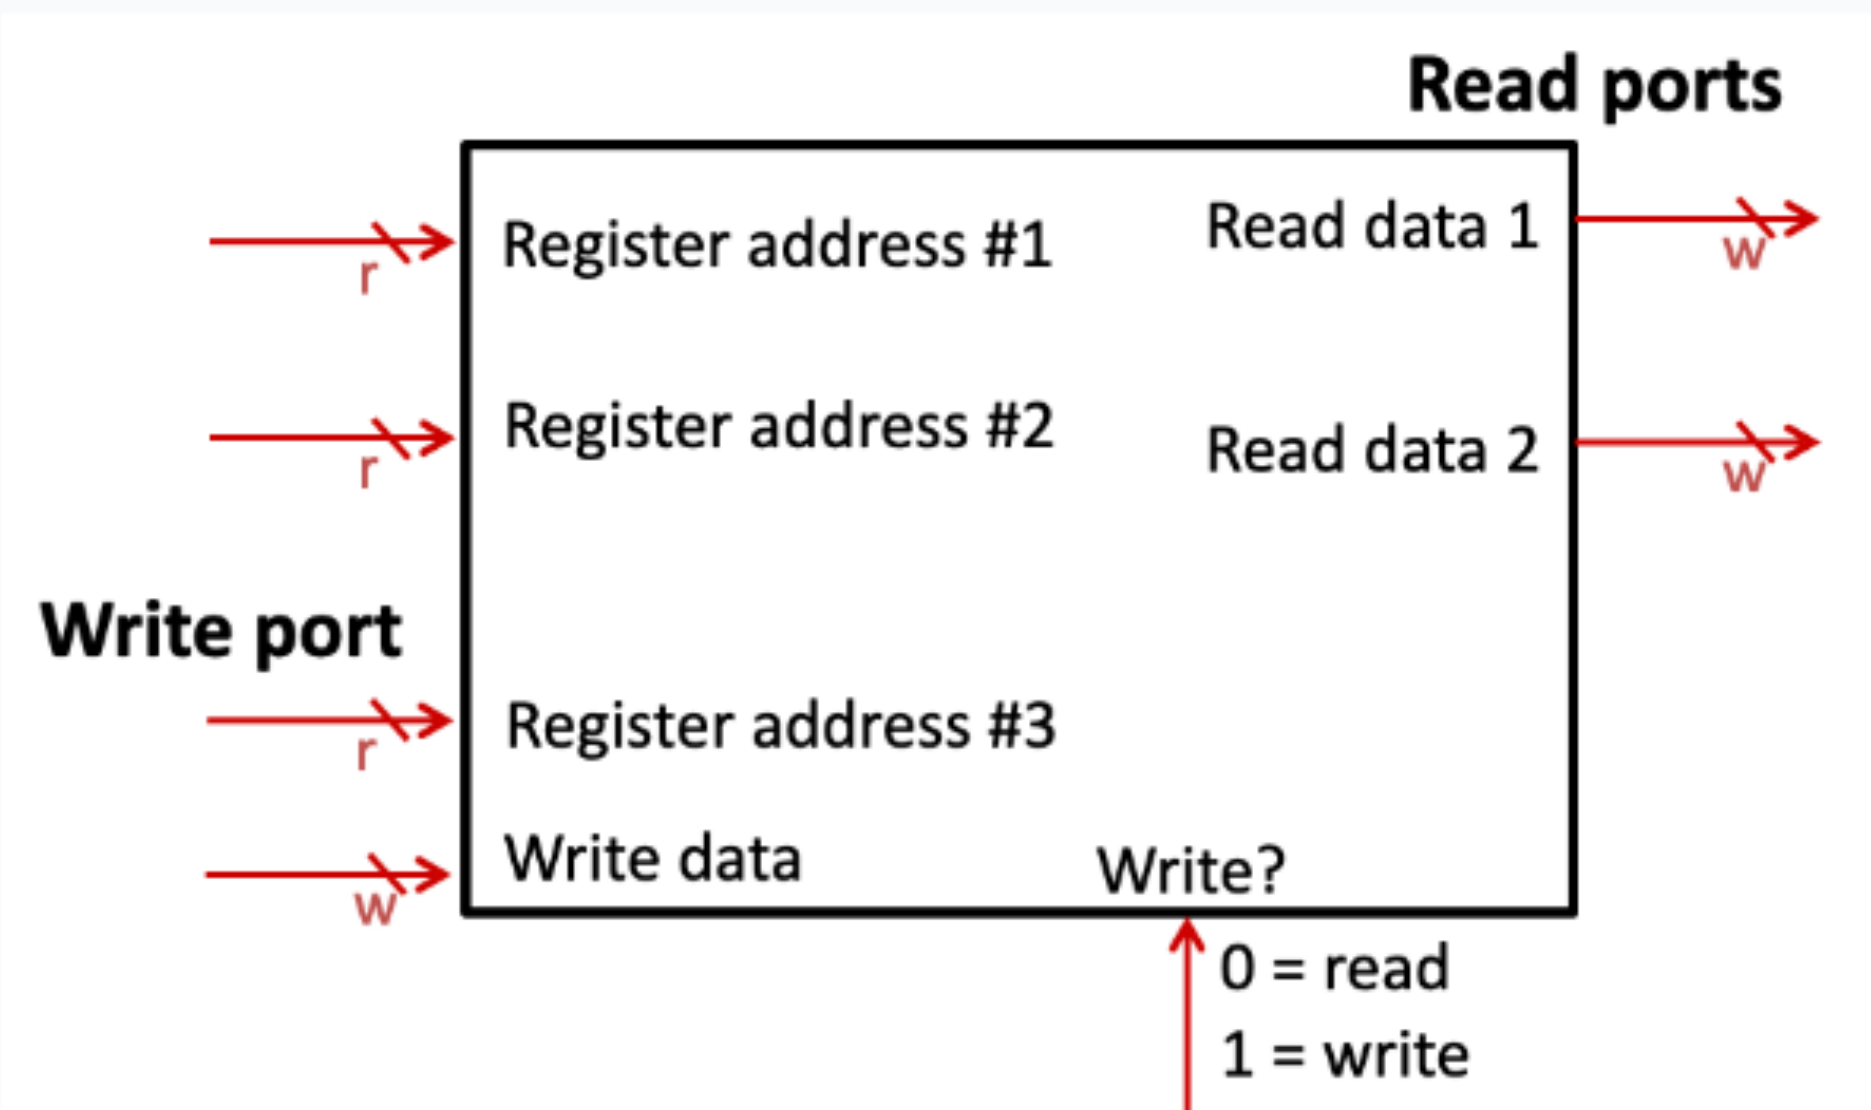 Read ports
Register address #1
Read data 1
r
w
Register address #2
Read data 2
r
w
Write port
Register address #3
r
Write data
Write?
w
0 = read
1 = write